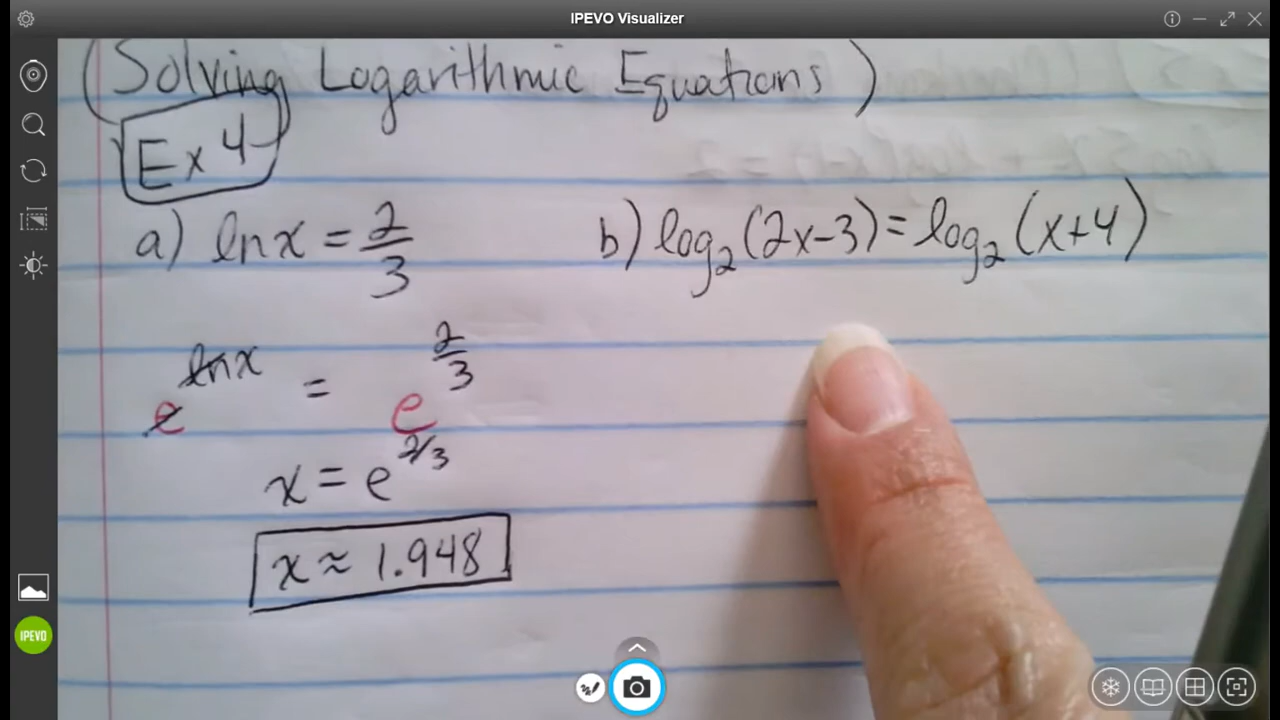 IPEVO Visualizer
(Solving Logarithmic Equations)
Ex 4
a) ln x = 2/3
b) log₂(2x-3) = log₂(x+4)
e^(ln x) = e^(2/3)
x = e^(2/3)
x ≈ 1.948
IPEVO